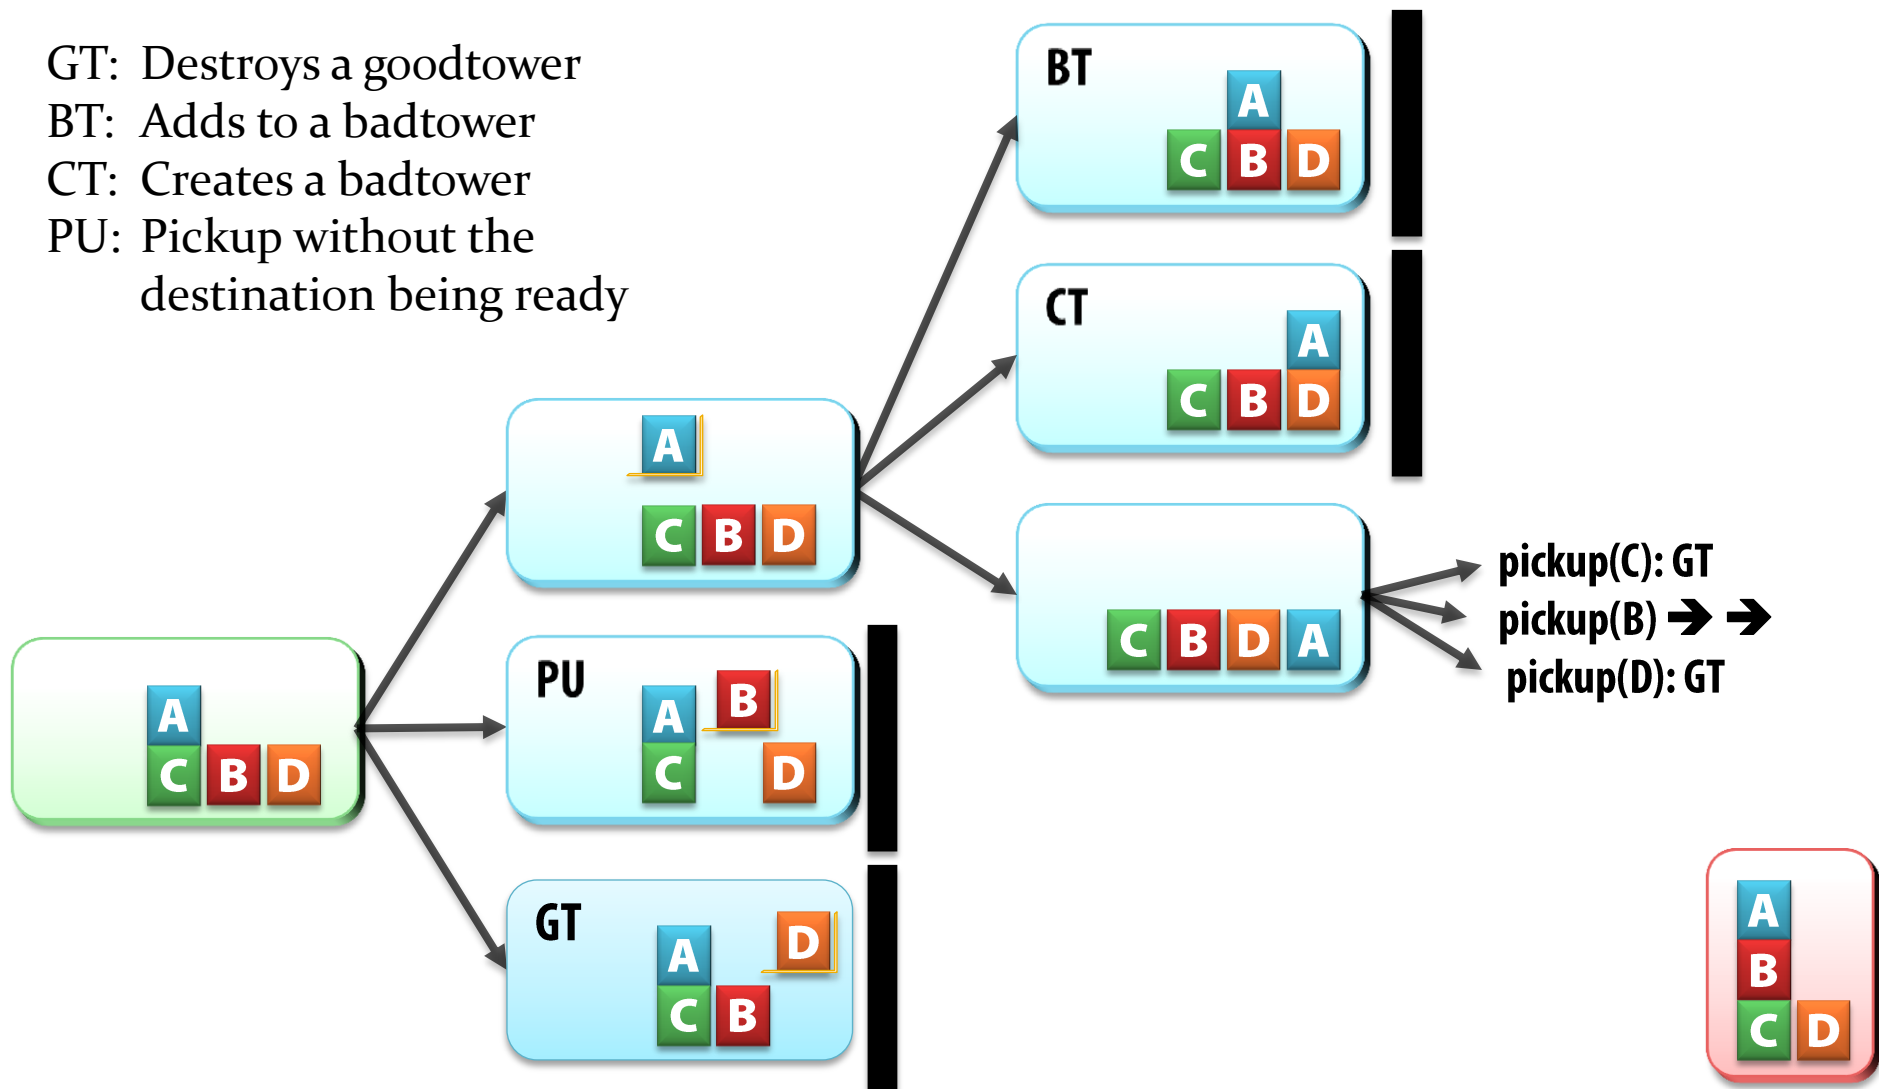 GT: Destroys a goodtower
BT: Adds to a badtower
CT: Creates a badtower
PU: Pickup without the
destination being ready
BT
A
C B D
CT
A
C B D
A
C B D
C B D A
pickup(C): GT
pickup(B) ➔ ➔
pickup(D): GT
A
C B D
PU
B
A
C D
GT
D
A
C B
A
B
C D